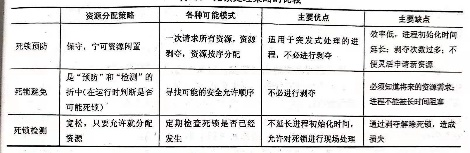 资源分配策略 各种可能模式 主要优点 主要缺点
死锁预防
保守，宁可资源闲置
一次请求所有资源，资源
剥夺，资源按序分配
适用于突发式处理的进
程，不必进行剥夺
效率低，进程初始化时间
延长；剥夺次数过多；不
便灵活申请新资源
死锁避免
是“预防”和“检测”的
折中（在运行时判断是否
可能死锁）
寻找可能的安全允许顺序
不必进行剥夺
必须知道将来的资源需求；
进程不能被长时间阻塞
死锁检测
宽松，只要允许就分配
资源
定期检查死锁是否已经
发生
不延长进程初始化时间，
允许对死锁进行现场处理
通过剥夺解除死锁，造成
损失